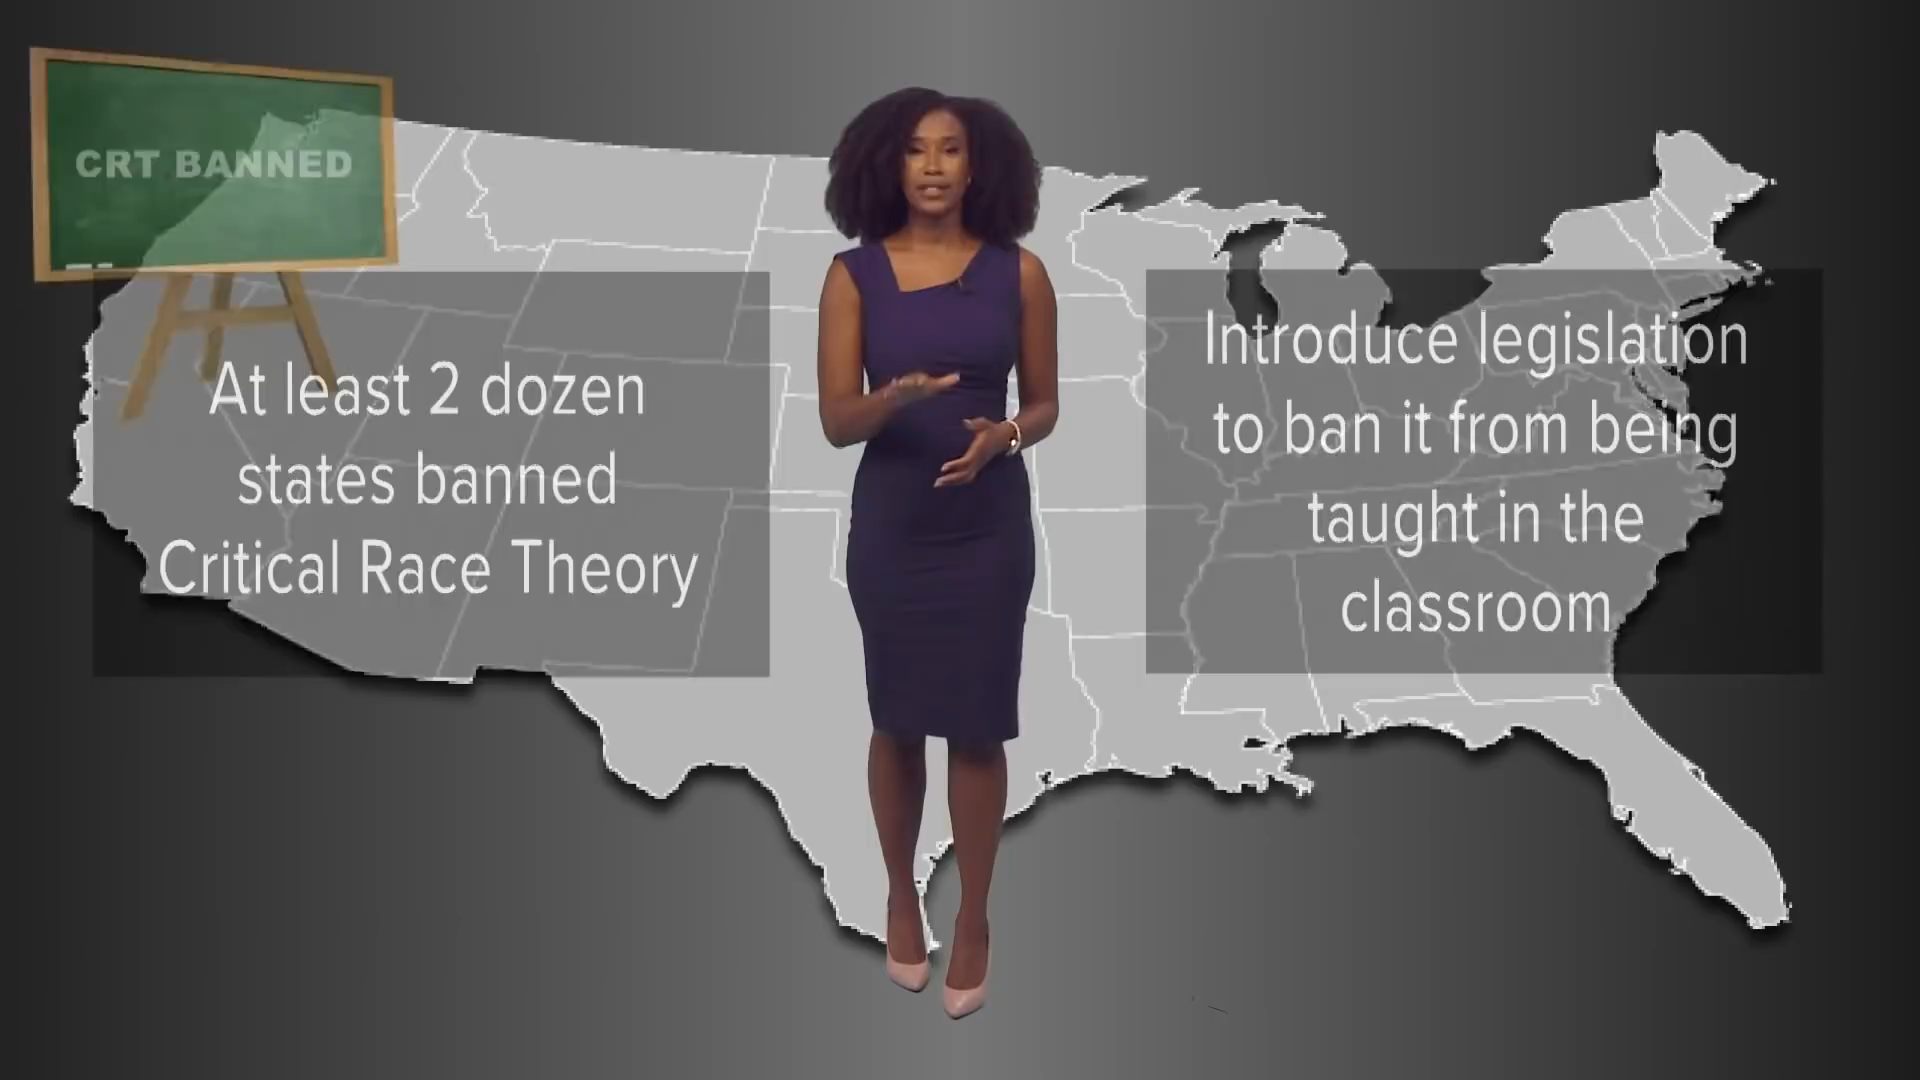 CRT BANNED
At least 2 dozen
states banned
Critical Race Theory
Introduce legislation
to ban it from being
taught in the
classroom